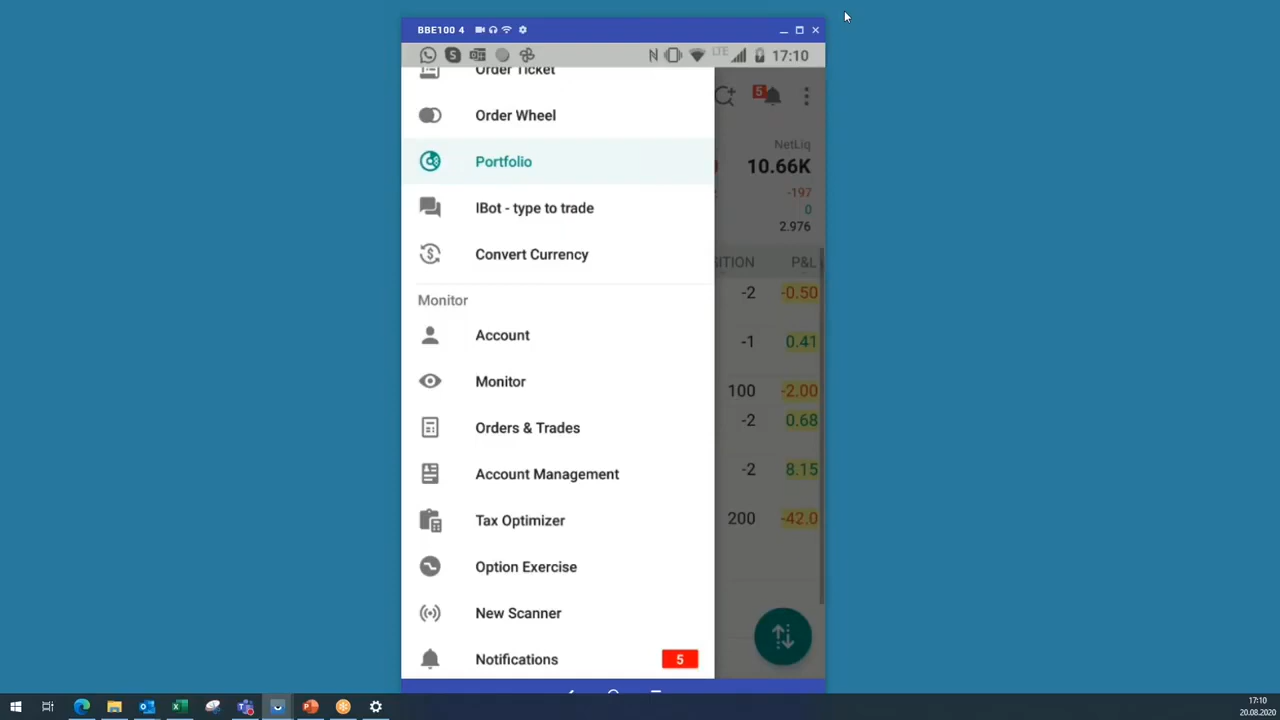 BBE100 4
LTE 17:10
Order Ticket
Order Wheel
Portfolio
IBot - type to trade
Convert Currency
Monitor
Account
Monitor
Orders & Trades
Account Management
Tax Optimizer
Option Exercise
New Scanner
Notifications 5
5
NetLiq
10.66K
-197
0
2.976
SITION P&L
-2 -0.50
-1 0.41
100 -2.00
-2 0.68
-2 8.15
200 -42.0
17:10
20.08.2020